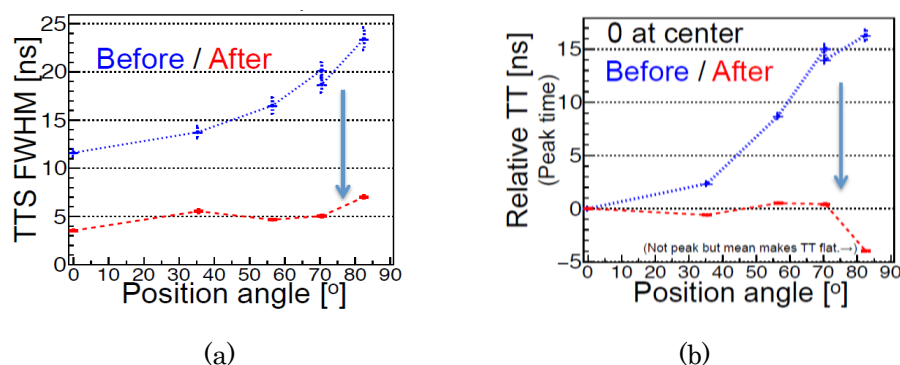 TTS FWHM [ns]
25
20
15
10
5
0
Before / After
0 10 20 30 40 50 60 70 80 90
Position angle [°]
(a)
Relative TT [ns]
(Peak time)
15
10
5
0
−5
0 at center
Before / After
(Not peak but mean makes TT flat.→)
0 10 20 30 40 50 60 70 80 90
Position angle [°]
(b)